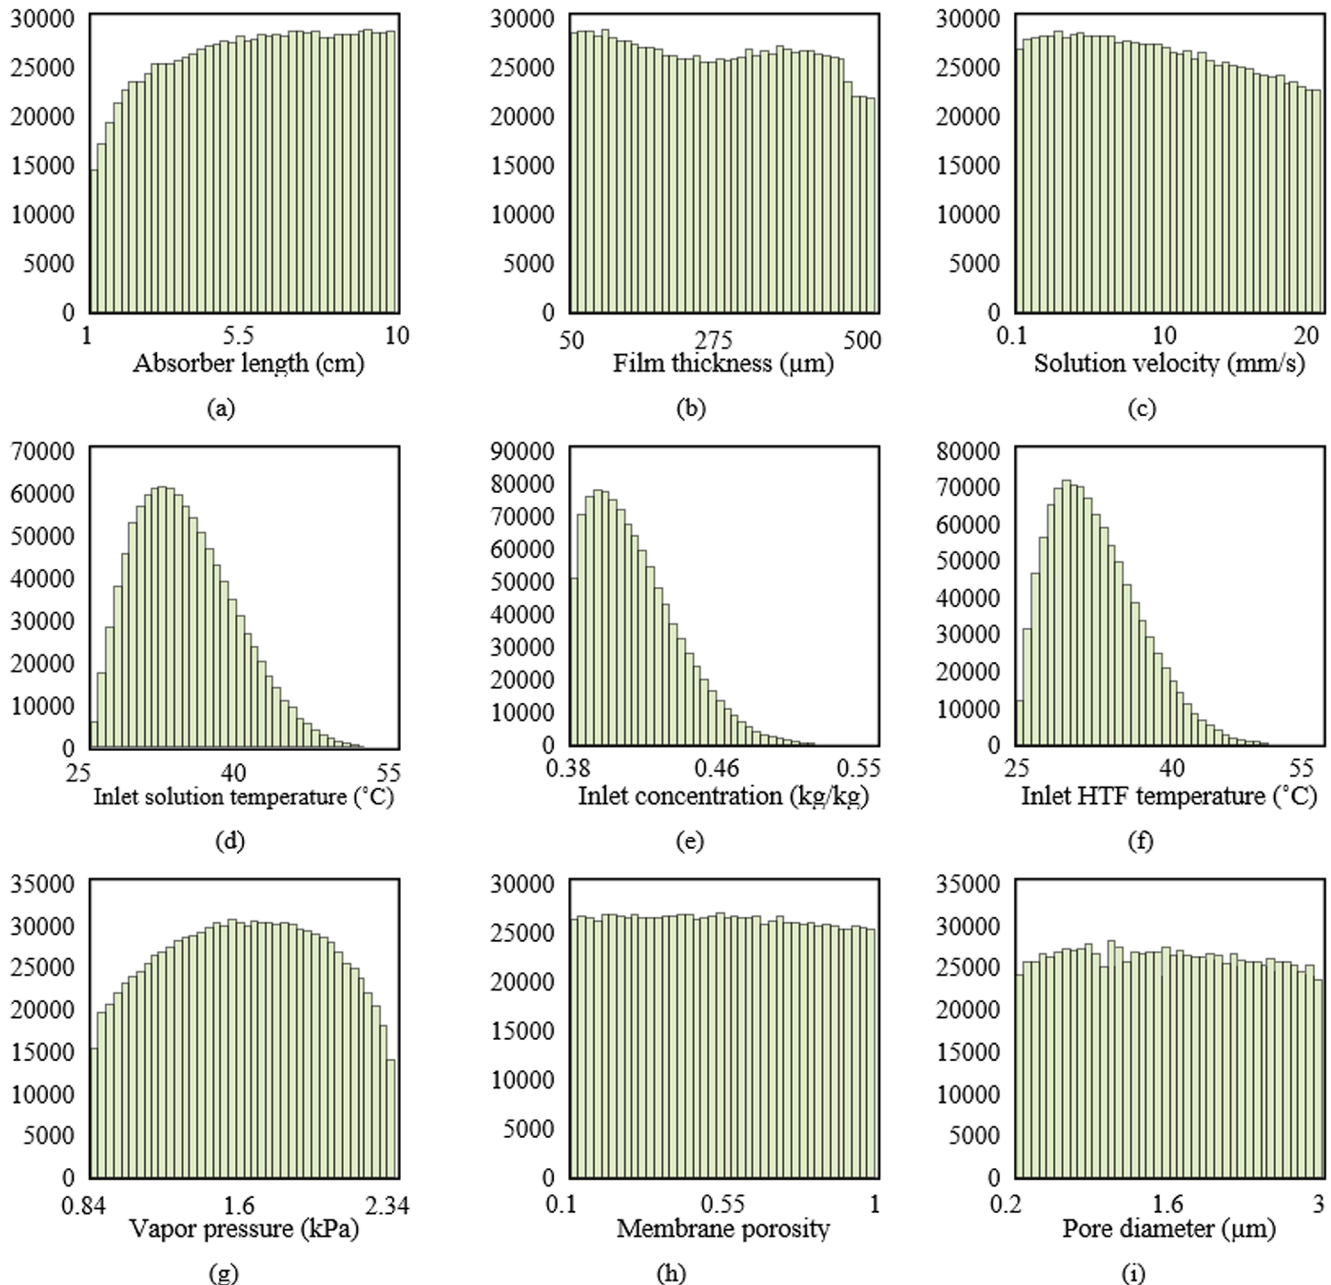 30000 30000 30000
25000 25000 25000
20000 20000 20000
15000 15000 15000
10000 10000 10000
5000 5000 5000
0 0 0
1 5.5 10 50 275 500 0.1 10 20
Absorber length (cm) Film thickness (µm) Solution velocity (mm/s)
(a) (b) (c)
70000 90000 80000
60000 80000 70000
50000 70000 60000
40000 60000 50000
30000 50000 40000
20000 40000 30000
10000 30000 20000
0 20000 10000
10000 0
0
25 40 55 0.38 0.46 0.55 25 40 55
Inlet solution temperature (˚C) Inlet concentration (kg/kg) Inlet HTF temperature (˚C)
(d) (e) (f)
35000 30000 35000
30000 25000 30000
25000 20000 25000
20000 15000 20000
15000 10000 15000
10000 5000 10000
5000 0 5000
0 0
0.84 1.6 2.34 0.1 0.55 1 0.2 1.6 3
Vapor pressure (kPa) Membrane porosity Pore diameter (µm)
(g) (h) (i)